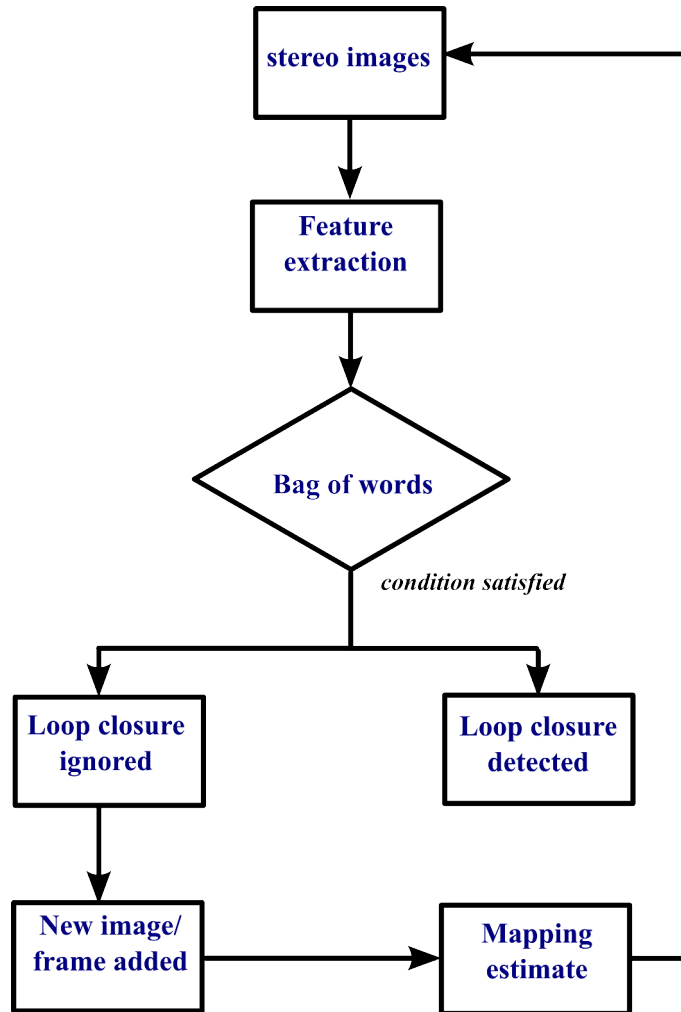 stereo images
Feature
extraction
Bag of words
condition satisfied
Loop closure
ignored
Loop closure
detected
New image/
frame added
Mapping
estimate